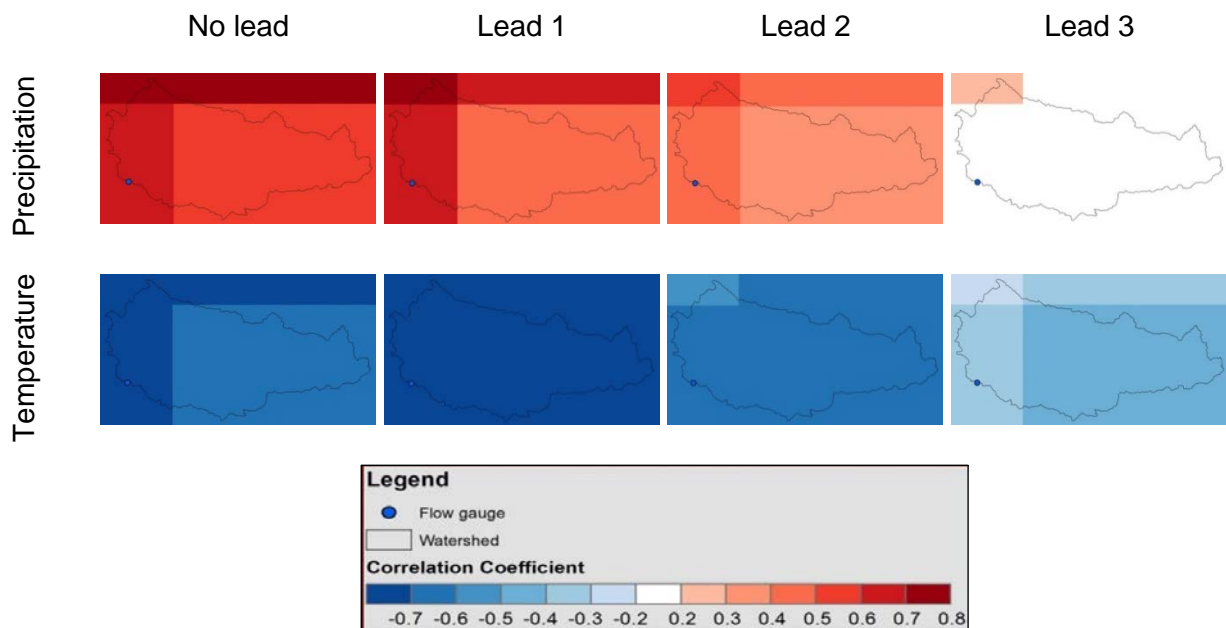 No lead Lead 1 Lead 2 Lead 3
Precipitation
Temperature
Legend
Flow gauge
Watershed
Correlation Coefficient
-0.7 -0.6 -0.5 -0.4 -0.3 -0.2 0.2 0.3 0.4 0.5 0.6 0.7 0.8